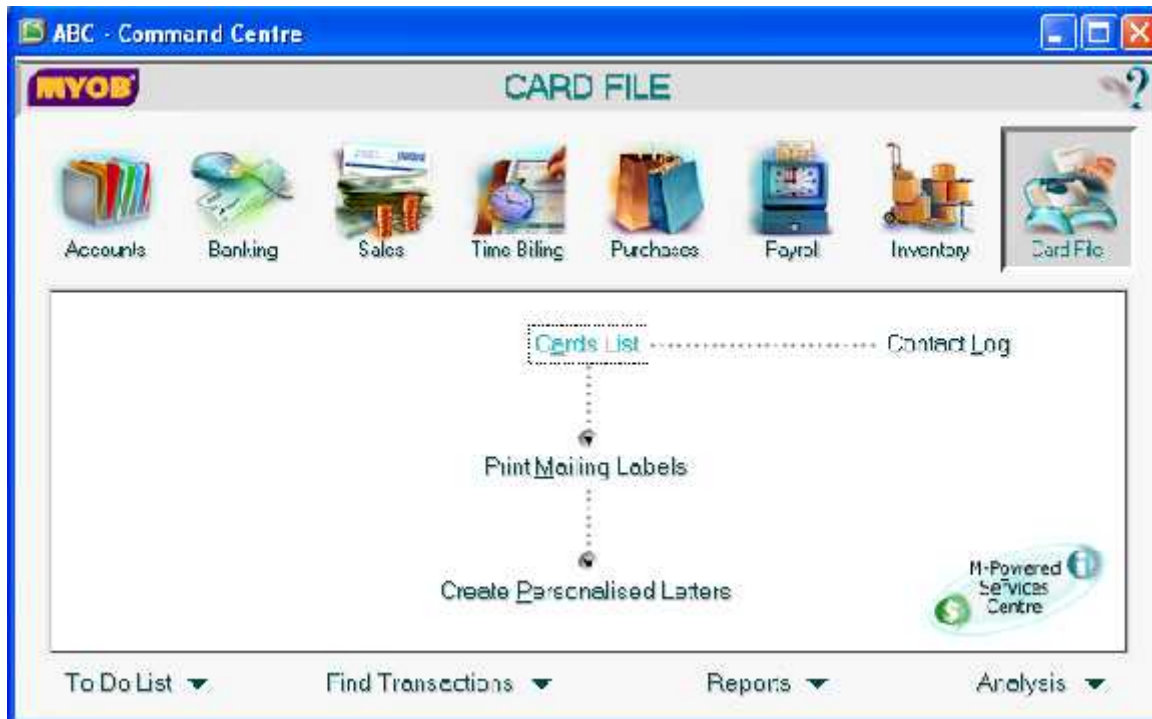 ABC - Command Centre
MYOB
CARD FILE
?
Accounts Banking Sales Time Billing Purchases Payroll Inventory Card File
Cards List Contact Log
Print Mailing Labels
Create Personalised Letters
M-Powered
Services
Centre
To Do List Find Transactions Reports Analysis